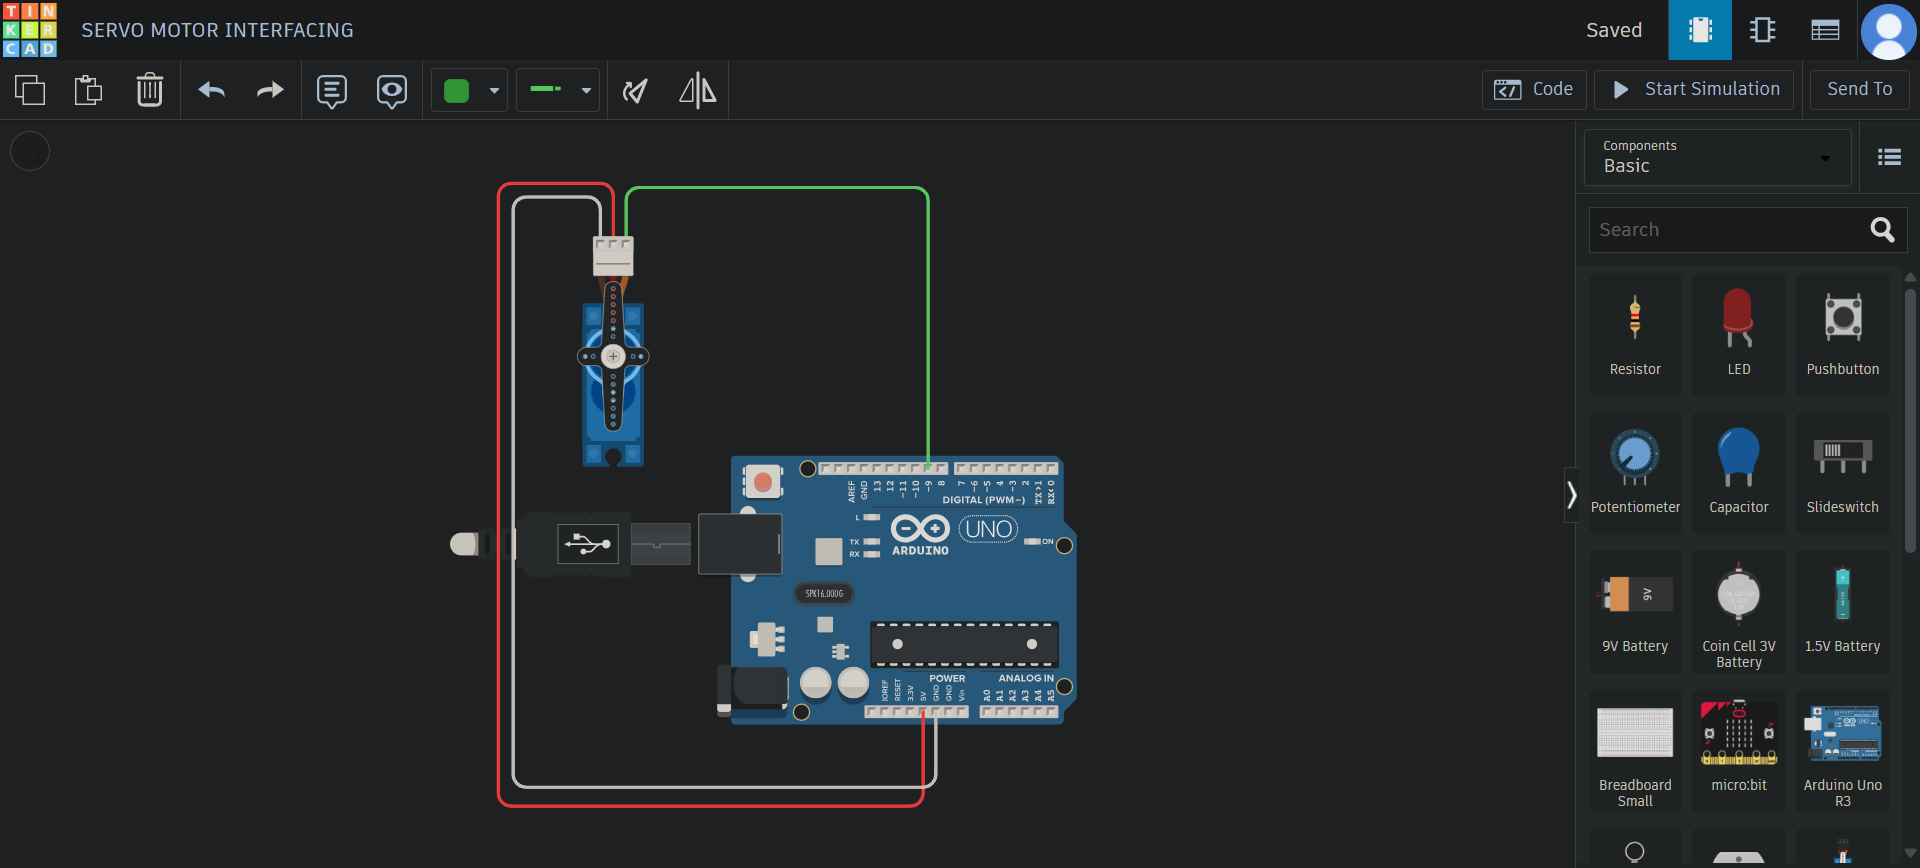 TIN
KER
CAD
SERVO MOTOR INTERFACING
Saved
Code
Start Simulation
Send To
Components
Basic
Search
Resistor
LED
Pushbutton
Potentiometer
Capacitor
Slideswitch
9V
9V Battery
Coin Cell 3V
Battery
1.5V Battery
Breadboard
Small
micro:bit
Arduino Uno
R3
AREF
GND
13
12
~11
~10
~9
8
7
~6
~5
4
~3
2
TX→1
RX←0
DIGITAL (PWM~)
L
TX
RX
ARDUINO
UNO
ON
SPK16.000G
POWER
ANALOG IN
IOREF
RESET
3.3V
5V
GND
GND
Vin
A0
A1
A2
A3
A4
A5